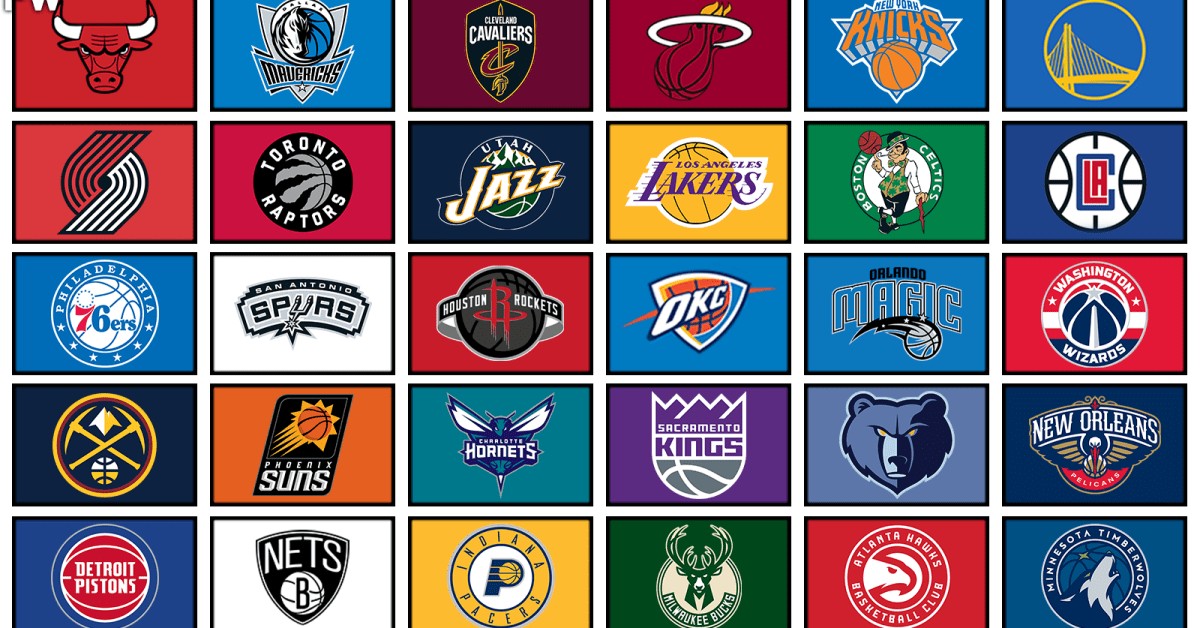 DALLAS
MAVERICKS
CLEVELAND
CAVALIERS
C
NEW YORK
KNICKS
TORONTO
RAPTORS
UTAH
JAZZ
LOS ANGELES
LAKERS
BOSTON CELTICS
LA
PHILADELPHIA
76ers
SAN ANTONIO
SPURS
HOUSTON R ROCKETS
OKC
ORLANDO
MAGIC
WASHINGTON
WIZARDS
PHOENIX
SUNS
CHARLOTTE
HORNETS
SACRAMENTO
KINGS
NEW ORLEANS
PELICANS
DETROIT
PISTONS
NETS
B
INDIANA
P
PACERS
MILWAUKEE BUCKS
ATLANTA HAWKS
BASKETBALL CLUB
MINNESOTA TIMBERWOLVES